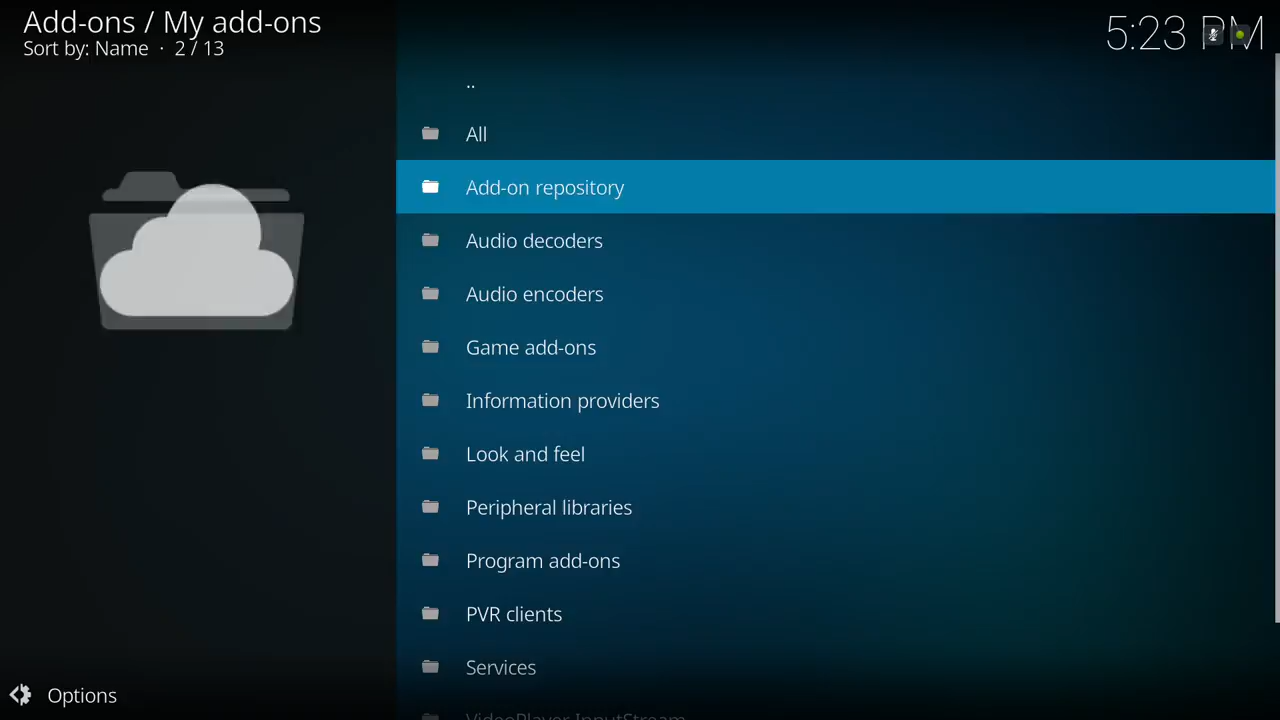 Add-ons / My add-ons
Sort by: Name · 2 / 13
5:23 PM
..
All
Add-on repository
Audio decoders
Audio encoders
Game add-ons
Information providers
Look and feel
Peripheral libraries
Program add-ons
PVR clients
Services
VideoPlayer InputStream
Options